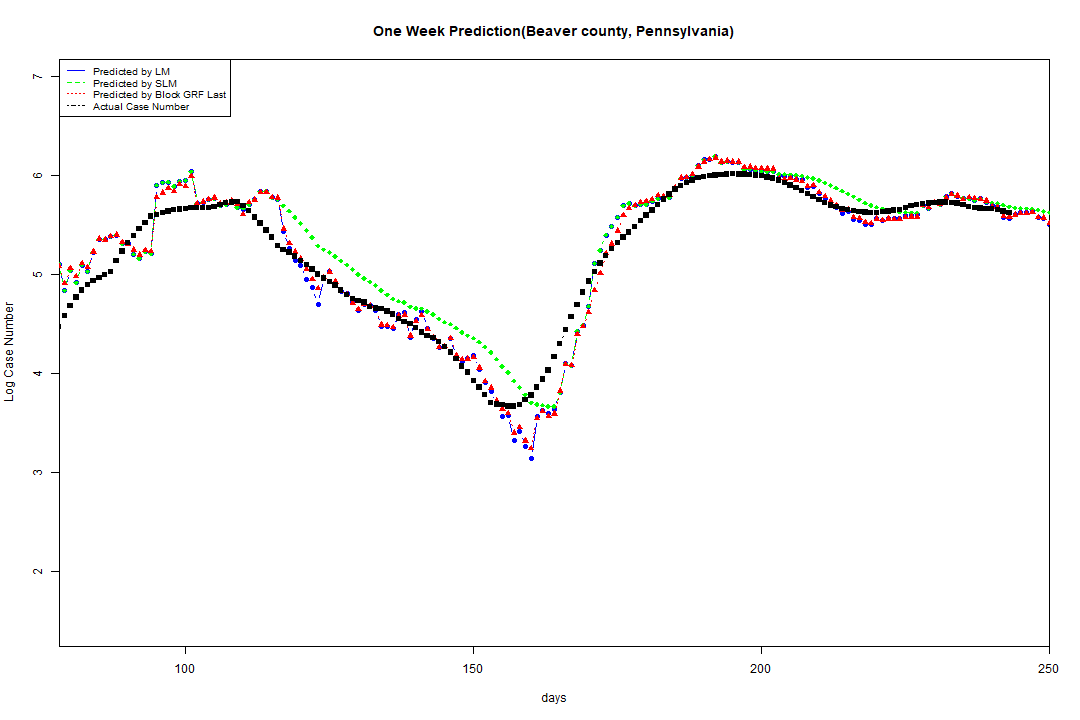 One Week Prediction(Beaver county, Pennsylvania)
Predicted by LM
Predicted by SLM
Predicted by Block GRF Last
Actual Case Number
7
6
5
4
3
2
Log Case Number
100
150
200
250
days